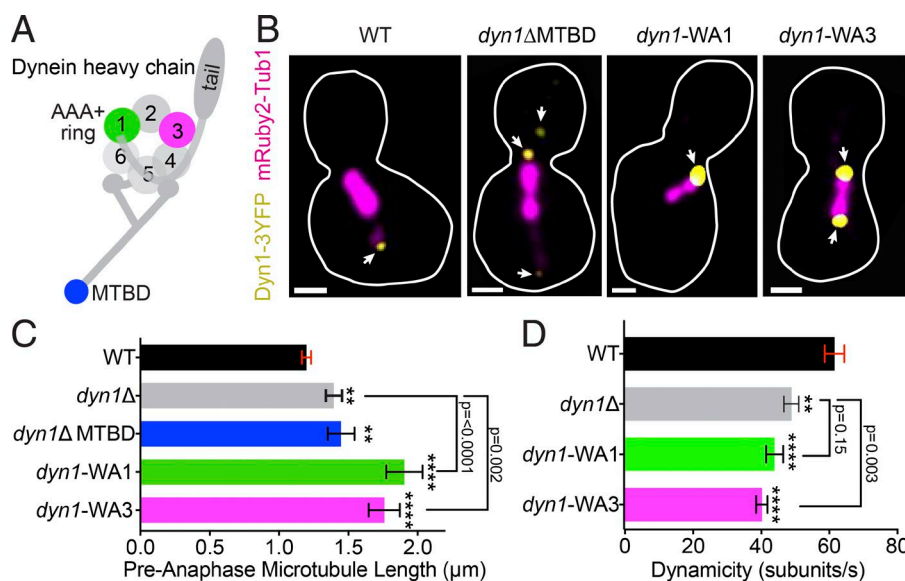 A
Dynein heavy chain
tail
AAA+
ring
1
2
3
4
5
6
MTBD
B
WT
dyn1ΔMTBD
dyn1-WA1
dyn1-WA3
Dyn1-3YFP mRuby2-Tub1
C
WT
dyn1Δ
dyn1Δ MTBD
dyn1-WA1
dyn1-WA3
**
**
****
****
p=<0.0001
p=0.002
0.0 0.5 1.0 1.5 2.0
Pre-Anaphase Microtubule Length (μm)
D
WT
dyn1Δ
dyn1-WA1
dyn1-WA3
**
****
****
p=0.15
p=0.003
0 20 40 60 80
Dynamicity (subunits/s)